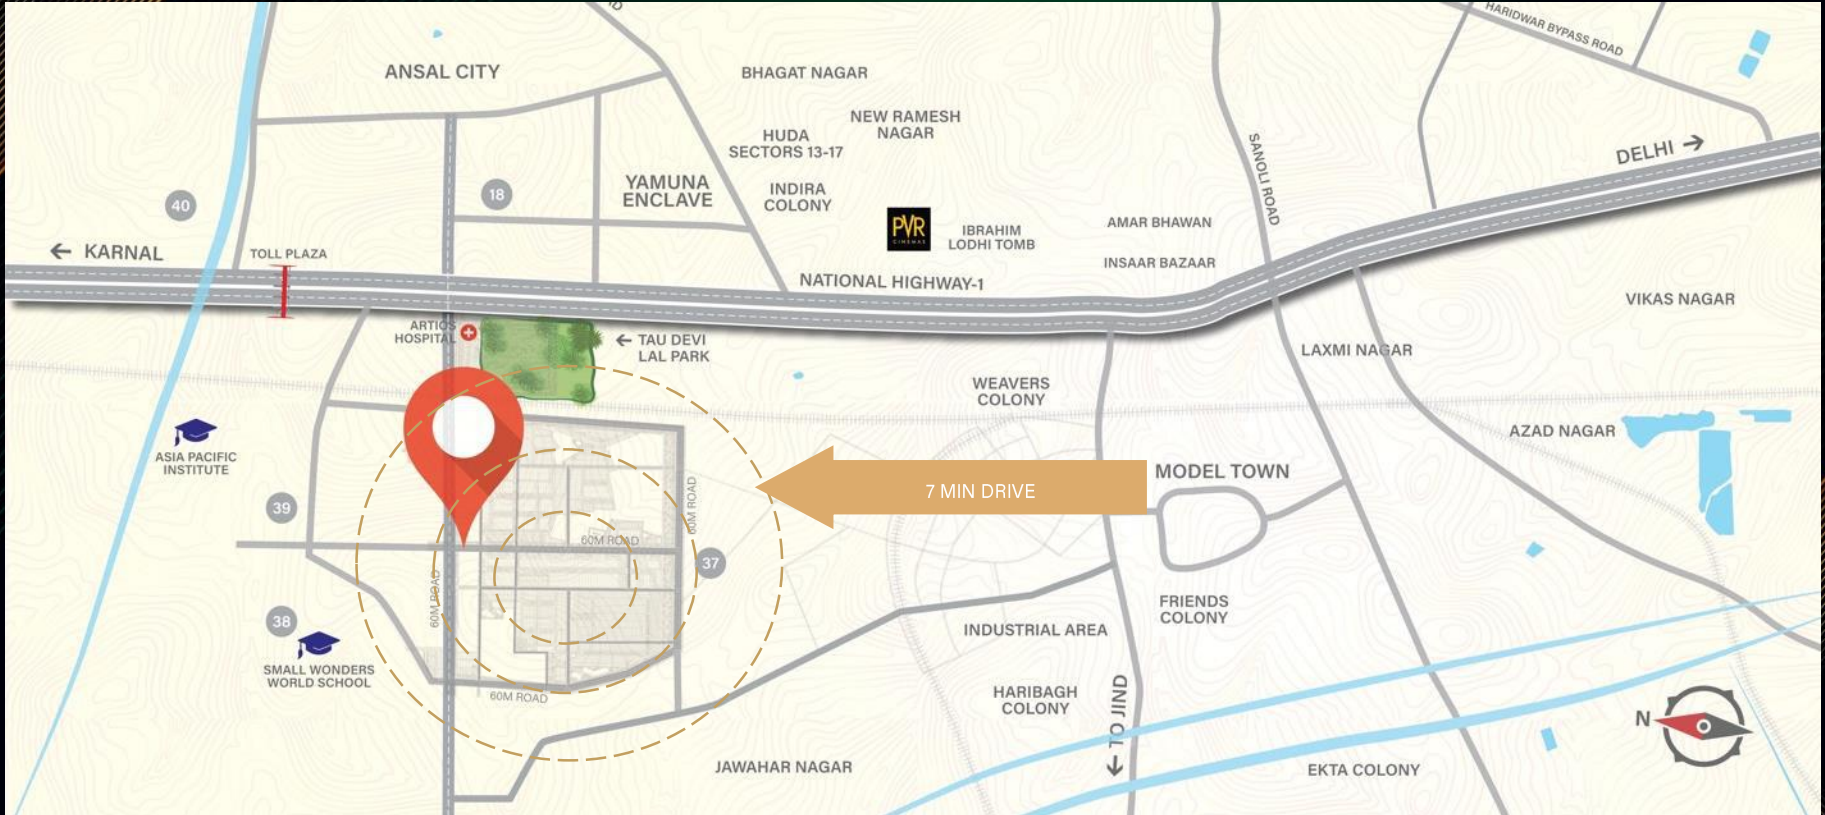 HARIDWAR BYPASS ROAD
ANSAL CITY
BHAGAT NAGAR
NEW RAMESH
NAGAR
HUDA
SECTORS 13-17
DELHI →
SANOLI ROAD
40
18
YAMUNA
ENCLAVE
INDIRA
COLONY
PVR
CINEMAS
IBRAHIM
LODHI TOMB
AMAR BHAWAN
INSAAR BAZAAR
← KARNAL
TOLL PLAZA
NATIONAL HIGHWAY-1
VIKAS NAGAR
ARTIOS
HOSPITAL
← TAU DEVI
LAL PARK
LAXMI NAGAR
WEAVERS
COLONY
AZAD NAGAR
ASIA PACIFIC
INSTITUTE
MODEL TOWN
7 MIN DRIVE
39
60M ROAD
60M ROAD
37
60M ROAD
38
SMALL WONDERS
WORLD SCHOOL
FRIENDS
COLONY
INDUSTRIAL AREA
60M ROAD
HARIBAGH
COLONY
← TO JIND
N
JAWAHAR NAGAR
EKTA COLONY